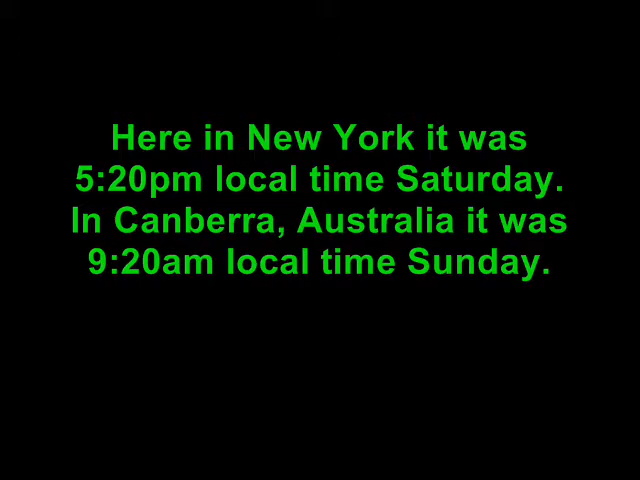 Here in New York it was
5:20pm local time Saturday.
In Canberra, Australia it was
9:20am local time Sunday.